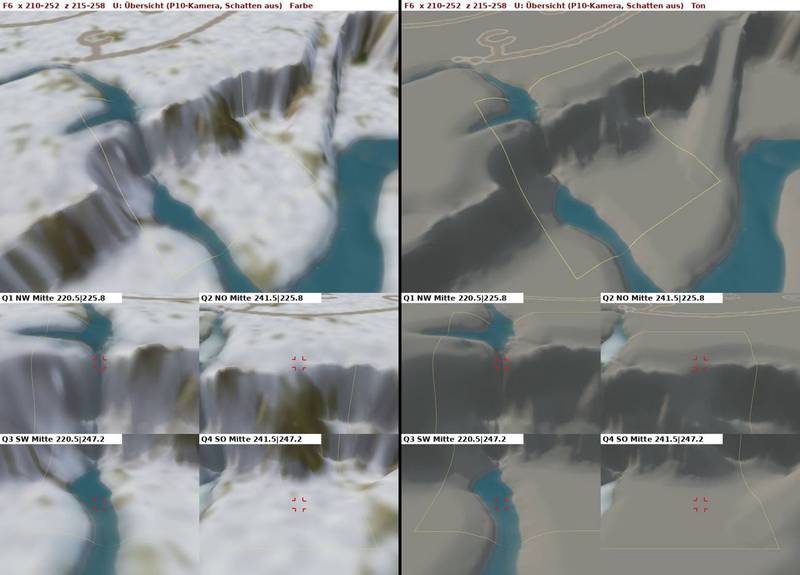 F6 x 210-252 z 215-258 U: Übersicht (P10-Kamera, Schatten aus) Farbe
F6 x 210-252 z 215-258 U: Übersicht (P10-Kamera, Schatten aus) Ton
Q1 NW Mitte 220.5|225.8
Q2 NO Mitte 241.5|225.8
Q1 NW Mitte 220.5|225.8
Q2 NO Mitte 241.5|225.8
Q3 SW Mitte 220.5|247.2
Q4 SO Mitte 241.5|247.2
Q3 SW Mitte 220.5|247.2
Q4 SO Mitte 241.5|247.2